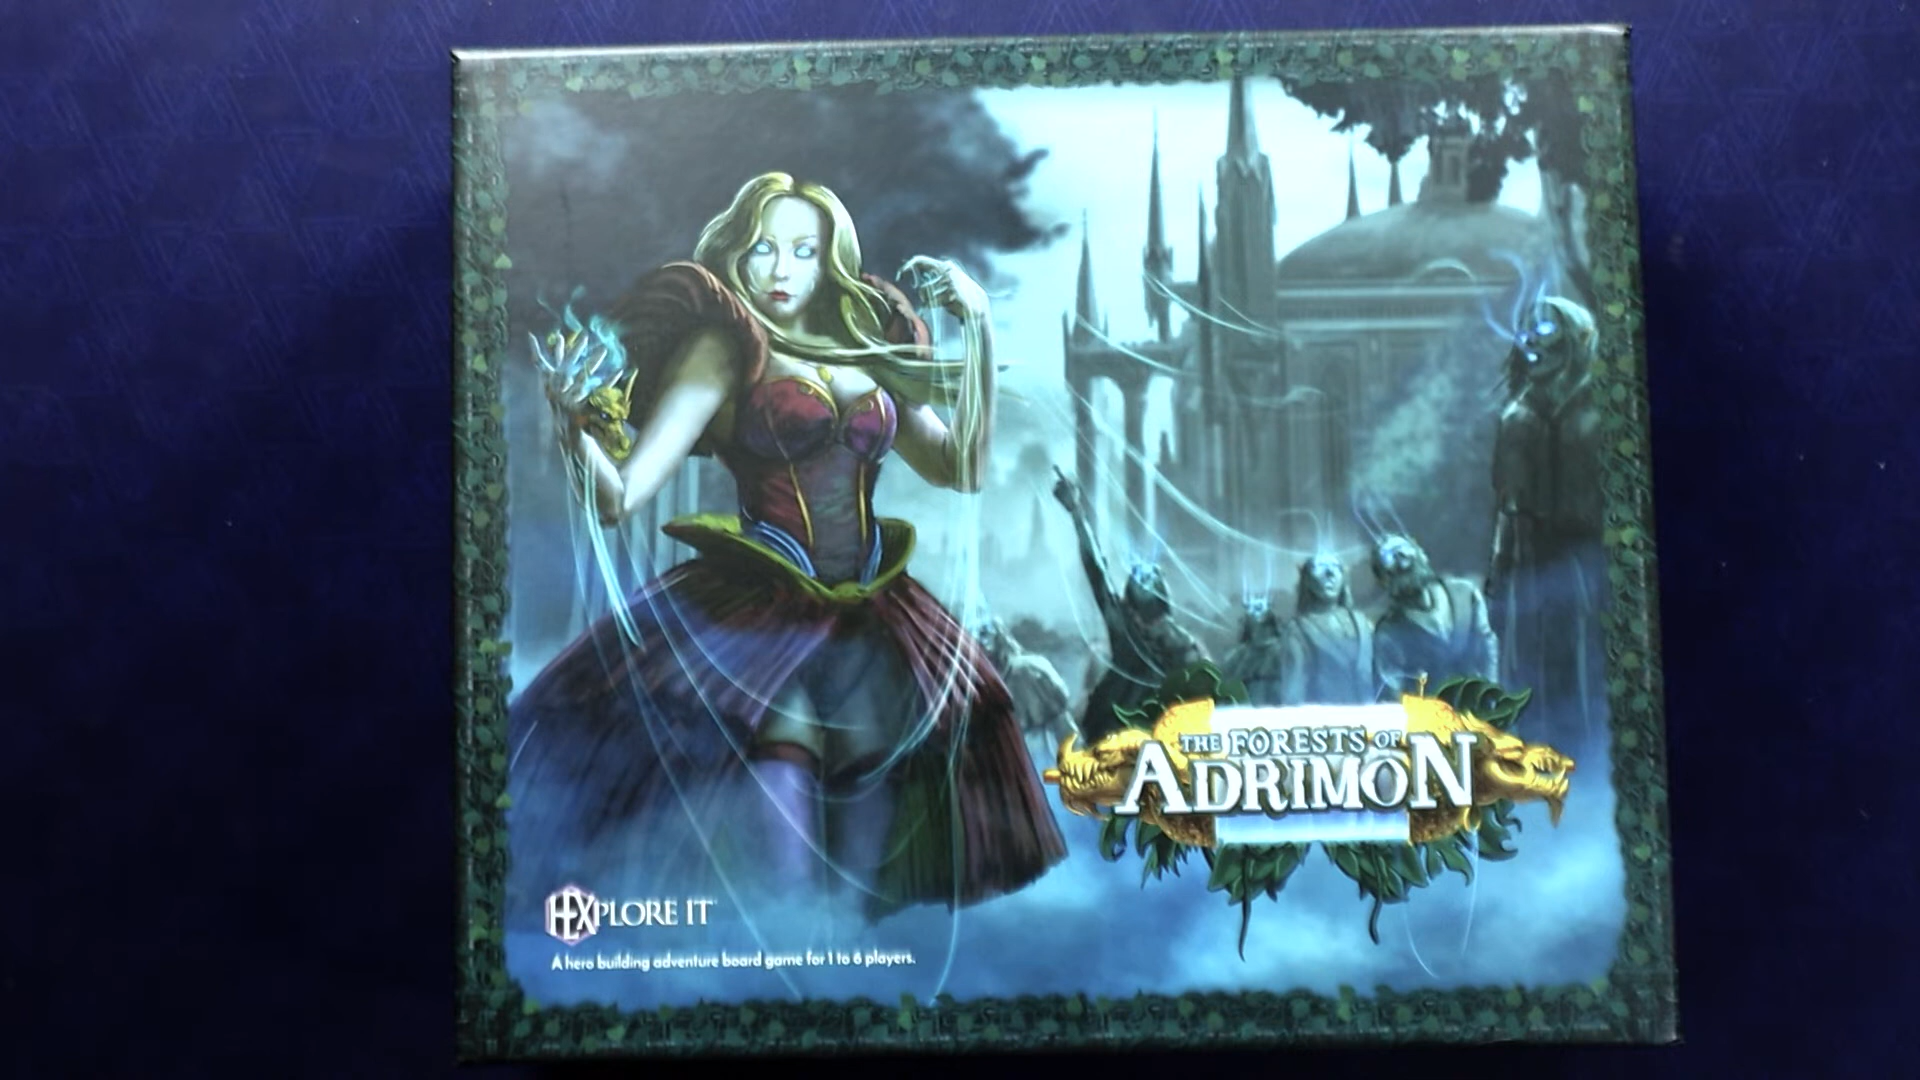 THE FORESTS OF
ADRIMON
HEXPLORE IT
A hero building adventure board game for 1 to 6 players.